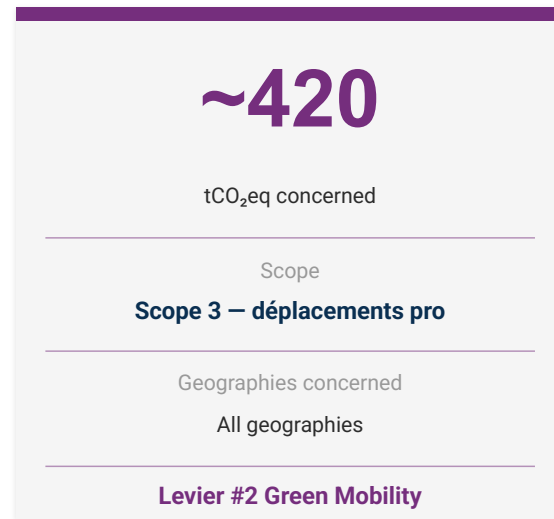 ~420
tCO₂eq concerned
Scope
Scope 3 — déplacements pro
Geographies concerned
All geographies
Levier #2 Green Mobility